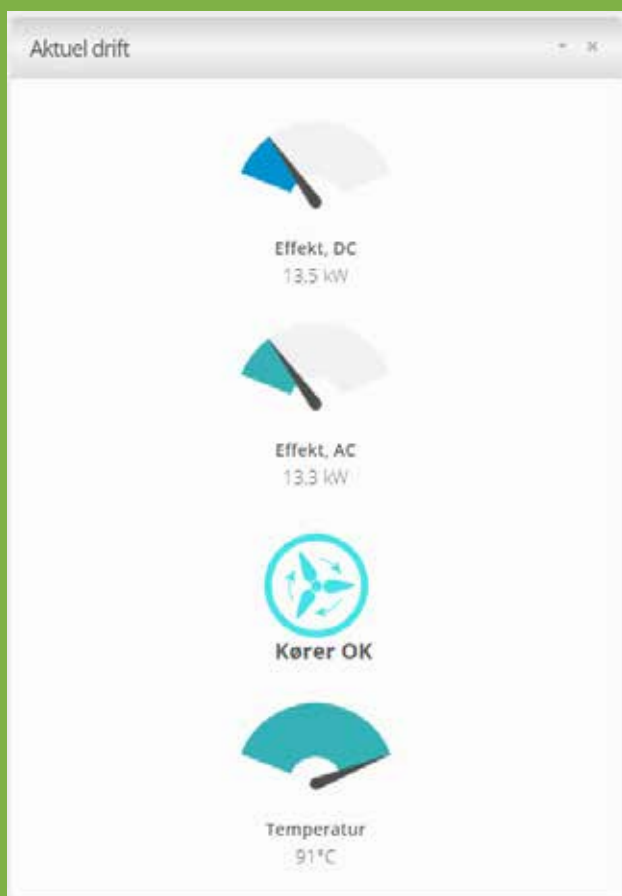 Aktuel drift
Effekt, DC
13,5 kW
Effekt, AC
13,3 kW
Kører OK
Temperatur
91°C